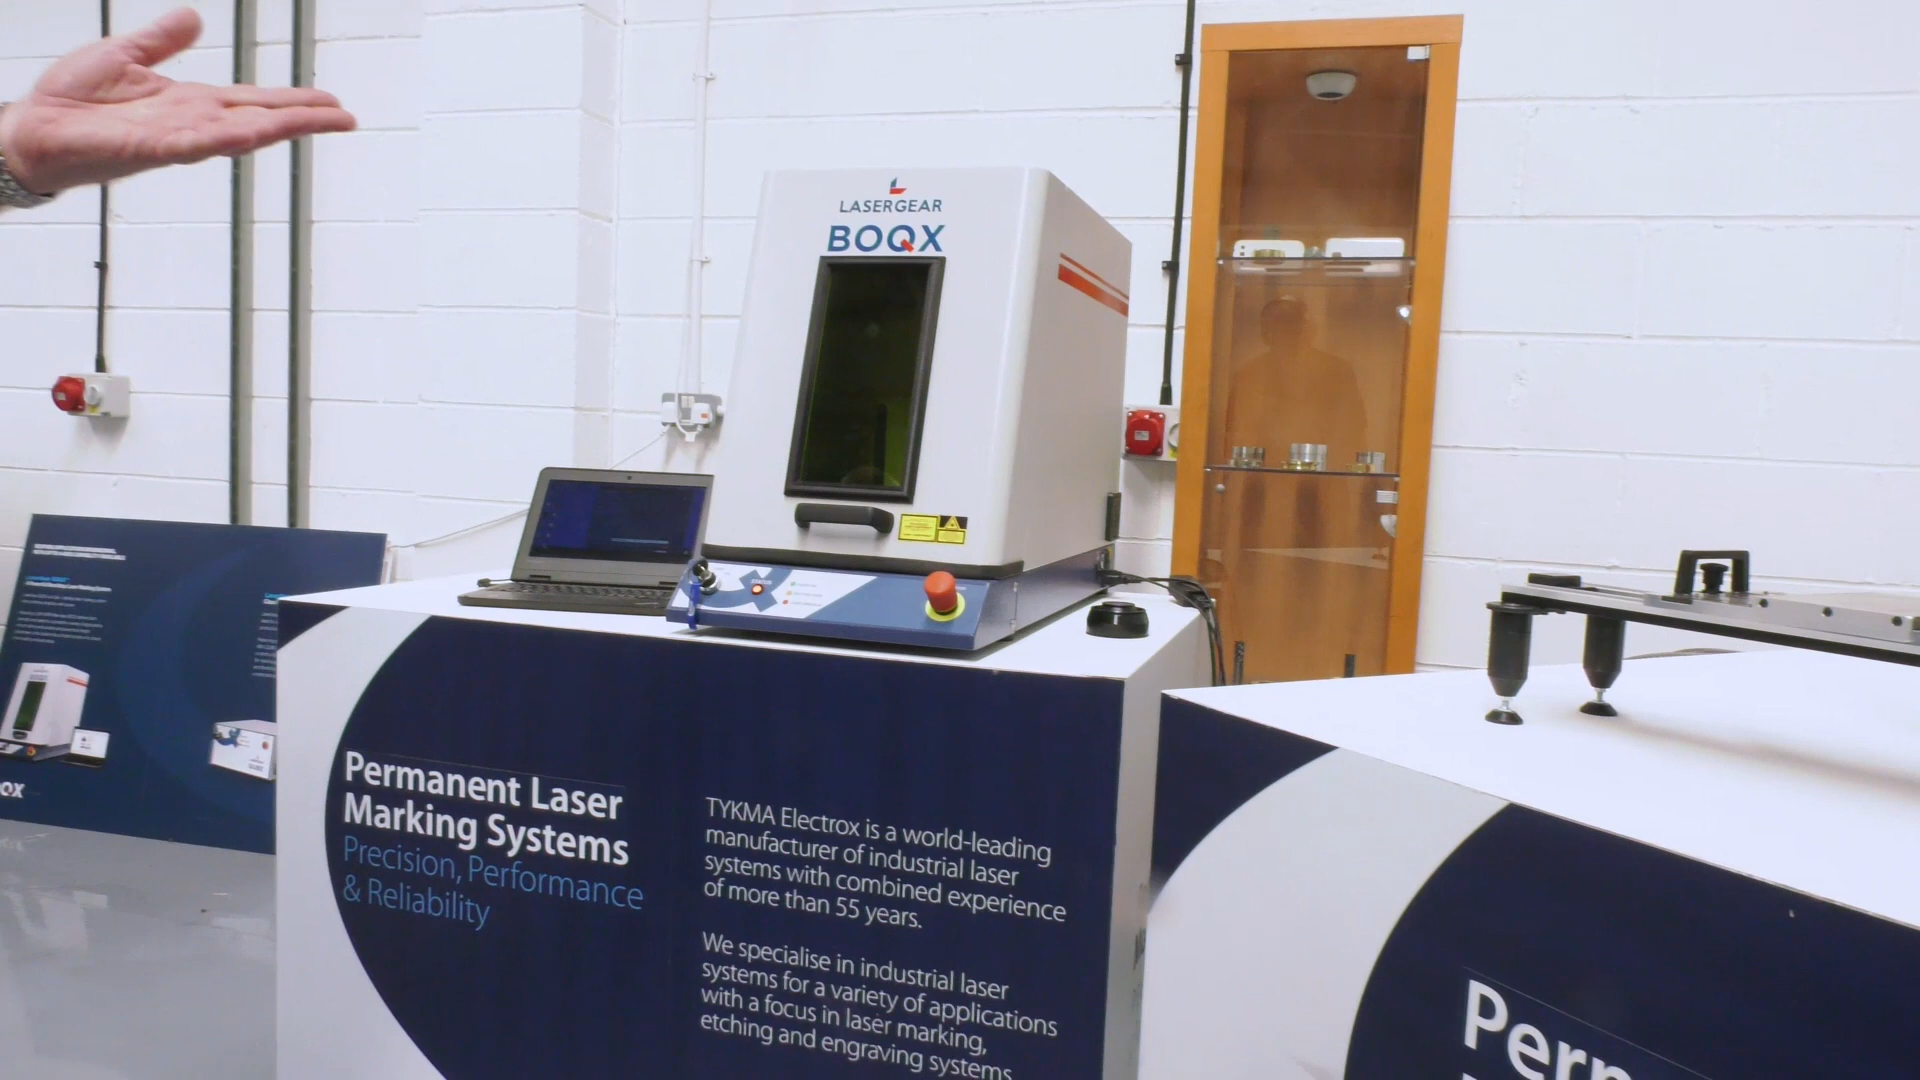 LASERGEAR
BOQX
Permanent Laser
Marking Systems
Precision, Performance
& Reliability
TYKMA Electrox is a world-leading
manufacturer of industrial laser
systems with combined experience
of more than 55 years.
We specialise in industrial laser
systems for a variety of applications
with a focus in laser marking,
etching and engraving systems